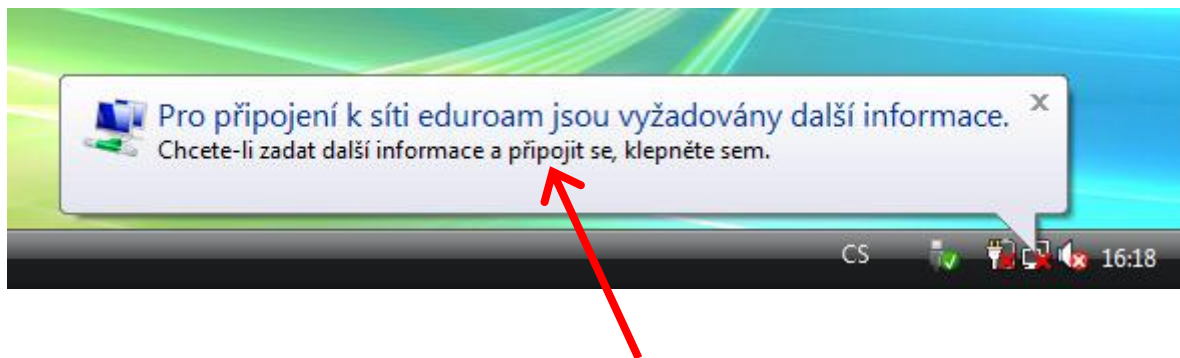 Pro připojení k síti eduroam jsou vyžadovány další informace.
Chcete-li zadat další informace a připojit se, klepněte sem.
CS 16:18